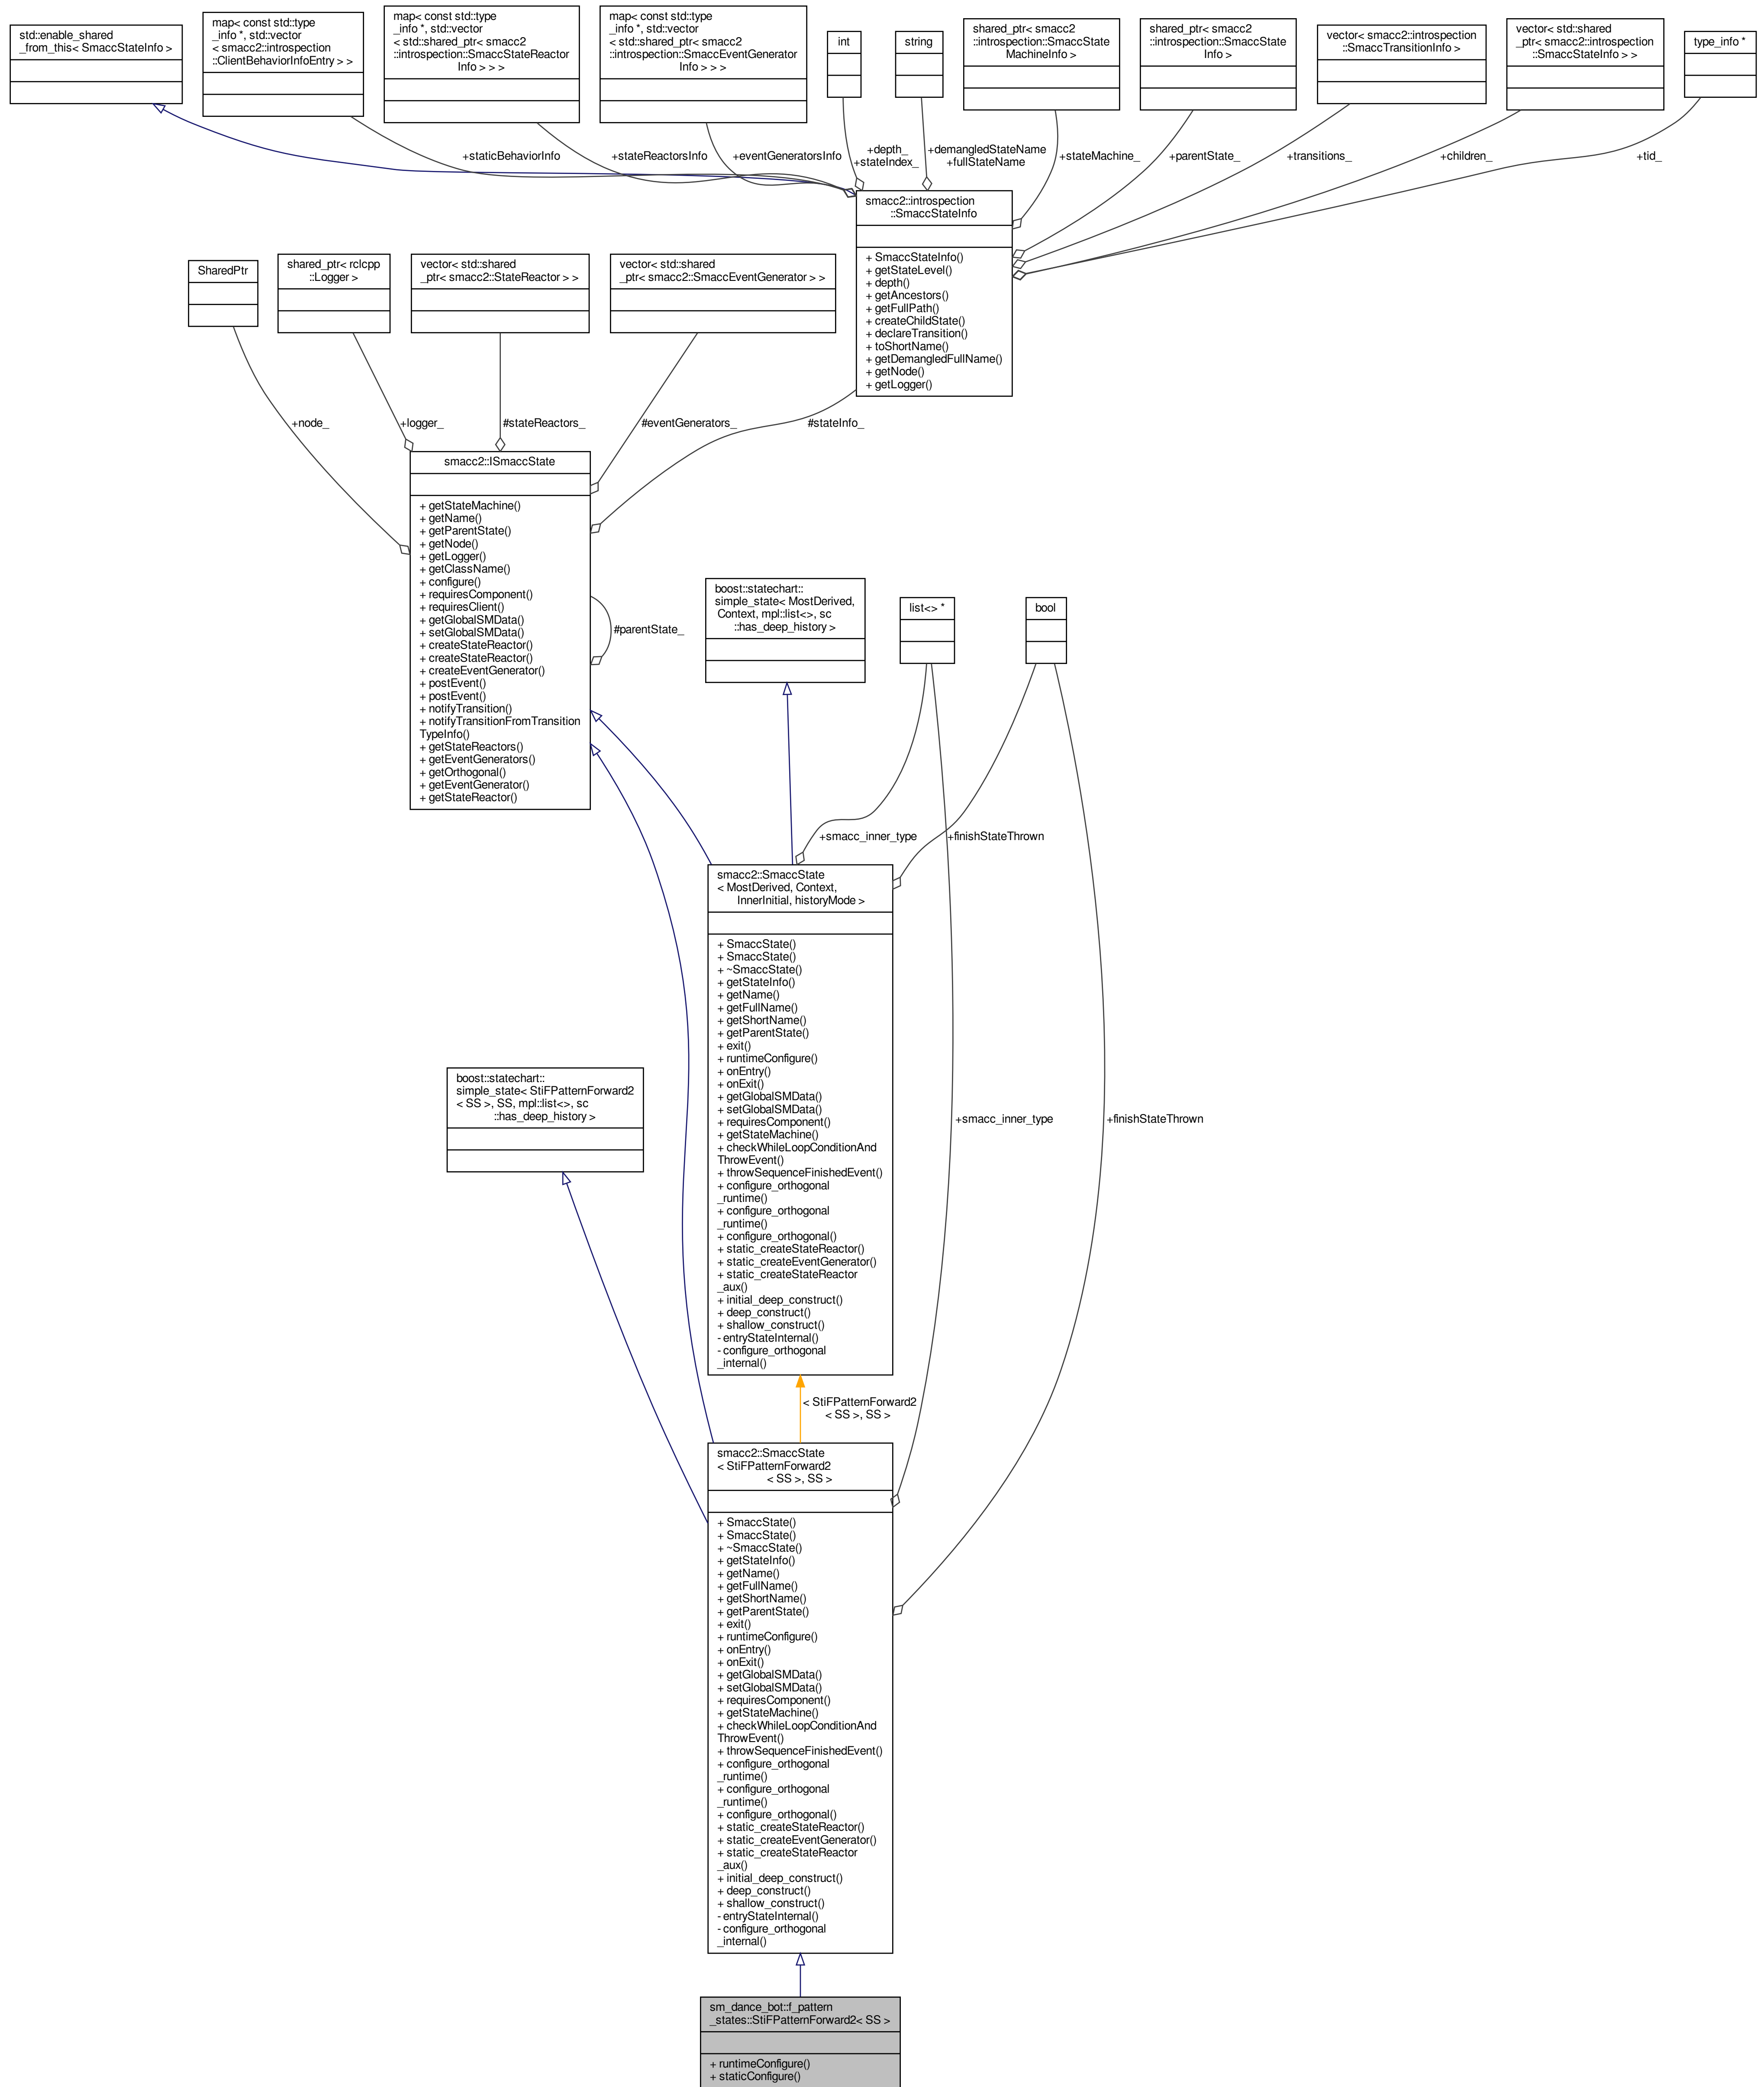 std::enable_shared
_from_this< SmaccStateInfo >
map< const std::type
_info *, std::vector
< smacc2::introspection
::ClientBehaviorInfoEntry > >
map< const std::type
_info *, std::vector
< std::shared_ptr< smacc2
::introspection::SmaccStateReactor
Info > > >
map< const std::type
_info *, std::vector
< std::shared_ptr< smacc2
::introspection::SmaccEventGenerator
Info > > >
int
string
shared_ptr< smacc2
::introspection::SmaccState
MachineInfo >
shared_ptr< smacc2
::introspection::SmaccState
Info >
vector< smacc2::introspection
::SmaccTransitionInfo >
vector< std::shared
_ptr< smacc2::introspection
::SmaccStateInfo > >
type_info *
+staticBehaviorInfo
+stateReactorsInfo
+eventGeneratorsInfo
+depth_
+stateIndex_
+demangledStateName
+fullStateName
+stateMachine_
+parentState_
+transitions_
+children_
+tid_
smacc2::introspection
::SmaccStateInfo
+ SmaccStateInfo()
+ getStateLevel()
+ depth()
+ getAncestors()
+ getFullPath()
+ createChildState()
+ declareTransition()
+ toShortName()
+ getDemangledFullName()
+ getNode()
+ getLogger()
SharedPtr
shared_ptr< rclcpp
::Logger >
vector< std::shared
_ptr< smacc2::StateReactor > >
vector< std::shared
_ptr< smacc2::SmaccEventGenerator > >
+node_
+logger_
#stateReactors_
#eventGenerators_
#stateInfo_
smacc2::ISmaccState
+ getStateMachine()
+ getName()
+ getParentState()
+ getNode()
+ getLogger()
+ getClassName()
+ configure()
+ requiresComponent()
+ requiresClient()
+ getGlobalSMData()
+ setGlobalSMData()
+ createStateReactor()
+ createStateReactor()
+ createEventGenerator()
+ postEvent()
+ postEvent()
+ notifyTransition()
+ notifyTransitionFromTransition
TypeInfo()
+ getStateReactors()
+ getEventGenerators()
+ getOrthogonal()
+ getEventGenerator()
+ getStateReactor()
#parentState_
boost::statechart::
simple_state< MostDerived,
Context, mpl::list<>, sc
::has_deep_history >
list<> *
bool
+smacc_inner_type
+finishStateThrown
smacc2::SmaccState
< MostDerived, Context,
InnerInitial, historyMode >
+ SmaccState()
+ SmaccState()
+ ~SmaccState()
+ getStateInfo()
+ getName()
+ getFullName()
+ getShortName()
+ getParentState()
+ exit()
+ runtimeConfigure()
+ onEntry()
+ onExit()
+ getGlobalSMData()
+ setGlobalSMData()
+ requiresComponent()
+ getStateMachine()
+ checkWhileLoopConditionAnd
ThrowEvent()
+ throwSequenceFinishedEvent()
+ configure_orthogonal
_runtime()
+ configure_orthogonal
_runtime()
+ configure_orthogonal()
+ static_createStateReactor()
+ static_createEventGenerator()
+ static_createStateReactor
_aux()
+ initial_deep_construct()
+ deep_construct()
+ shallow_construct()
- entryStateInternal()
- configure_orthogonal
_internal()
boost::statechart::
simple_state< StiFPatternForward2
< SS >, SS, mpl::list<>, sc
::has_deep_history >
+smacc_inner_type
+finishStateThrown
< StiFPatternForward2
< SS >, SS >
smacc2::SmaccState
< StiFPatternForward2
< SS >, SS >
+ SmaccState()
+ SmaccState()
+ ~SmaccState()
+ getStateInfo()
+ getName()
+ getFullName()
+ getShortName()
+ getParentState()
+ exit()
+ runtimeConfigure()
+ onEntry()
+ onExit()
+ getGlobalSMData()
+ setGlobalSMData()
+ requiresComponent()
+ getStateMachine()
+ checkWhileLoopConditionAnd
ThrowEvent()
+ throwSequenceFinishedEvent()
+ configure_orthogonal
_runtime()
+ configure_orthogonal
_runtime()
+ configure_orthogonal()
+ static_createStateReactor()
+ static_createEventGenerator()
+ static_createStateReactor
_aux()
+ initial_deep_construct()
+ deep_construct()
+ shallow_construct()
- entryStateInternal()
- configure_orthogonal
_internal()
sm_dance_bot::f_pattern
_states::StiFPatternForward2< SS >
+ runtimeConfigure()
+ staticConfigure()